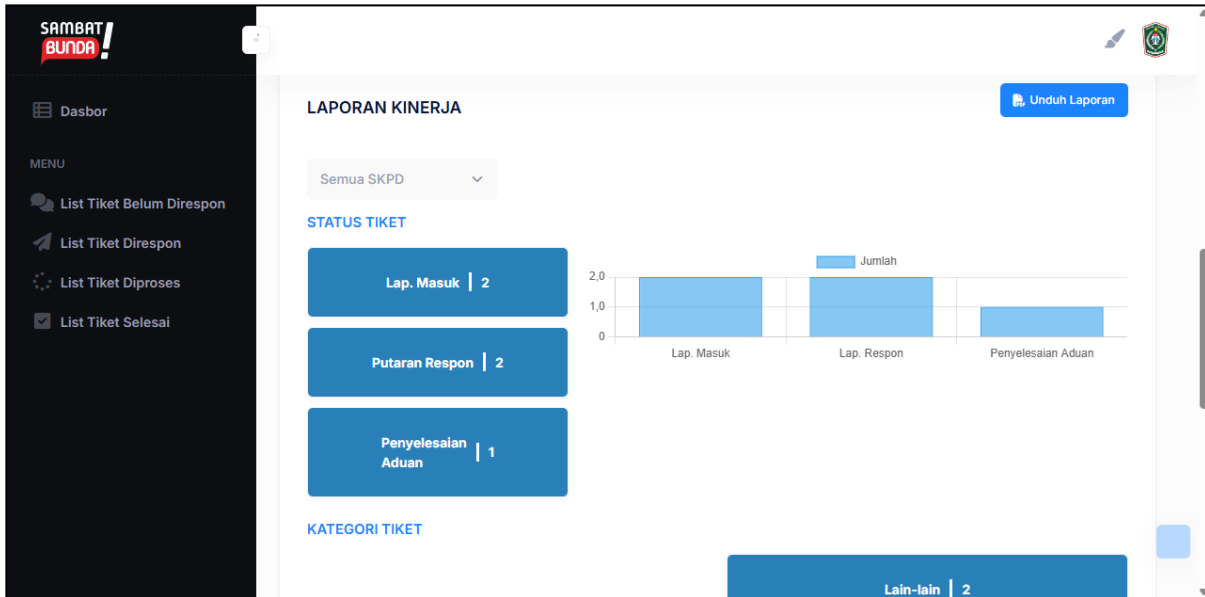 SAMBAT
BUNDA!
Dasbor
MENU
List Tiket Belum Direspon
List Tiket Direspon
List Tiket Diproses
List Tiket Selesai
LAPORAN KINERJA
Unduh Laporan
Semua SKPD
STATUS TIKET
Lap. Masuk | 2
Putaran Respon | 2
Penyelesaian
Aduan | 1
Jumlah
2,0
1,0
0
Lap. Masuk
Lap. Respon
Penyelesaian Aduan
KATEGORI TIKET
Lain-lain | 2